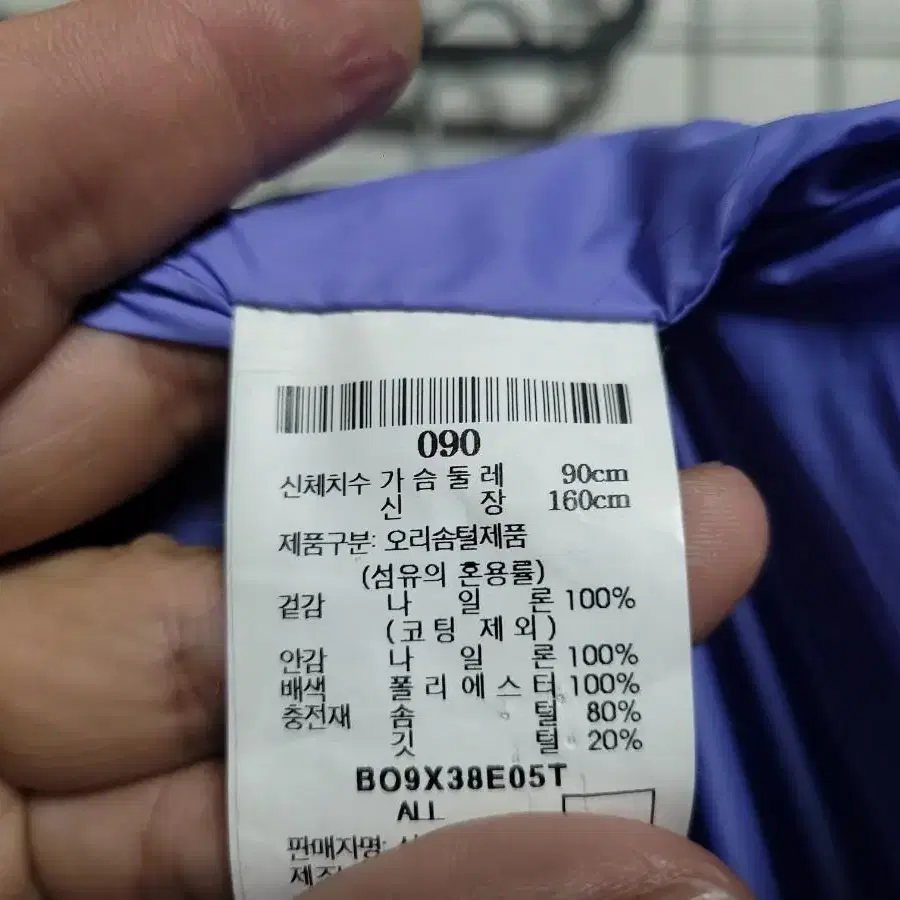 090
신체치수 가 슴 둘 레 90cm
신 장 160cm
제품구분: 오리솜털제품
(섬유의 혼용률)
겉감 나 일 론 100%
(코 팅 제 외)
안감 나 일 론 100%
배색 폴 리 에 스 터 100%
충전재 솜 털 80%
깃 털 20%
BO9X38E05T
ALL
판매자명: